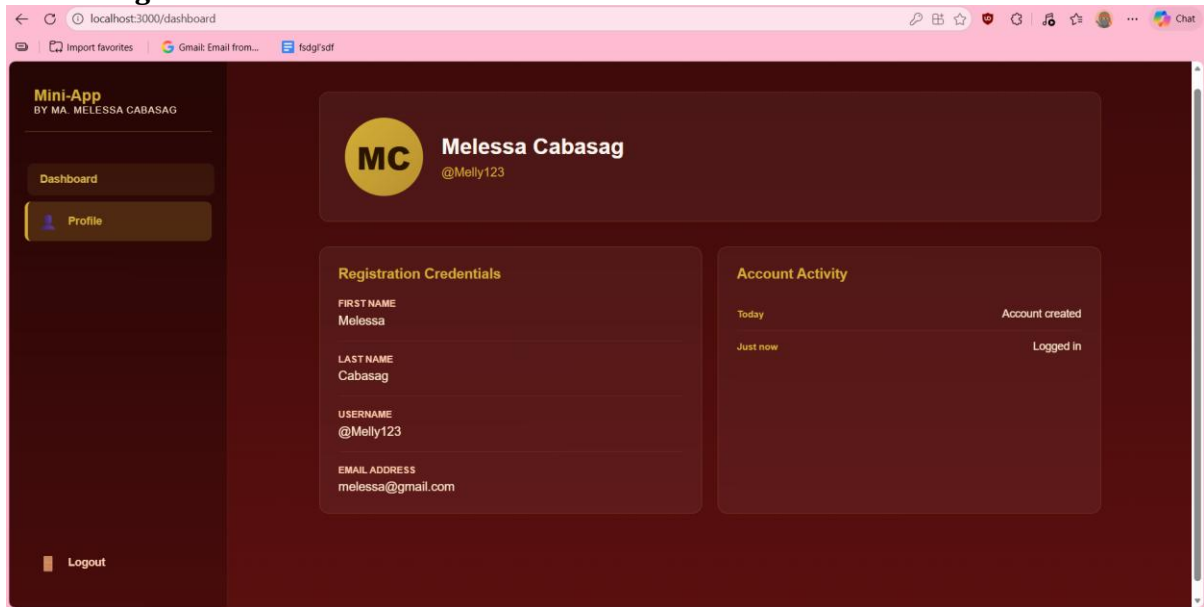 localhost:3000/dashboard
Chat
Import favorites
Gmail: Email from...
fsdgl'sdf
Mini-App
BY MA. MELESSA CABASAG
Dashboard
Profile
Logout
MC
Melessa Cabasag
@Melly123
Registration Credentials
FIRST NAME
Melessa
LAST NAME
Cabasag
USERNAME
@Melly123
EMAIL ADDRESS
melessa@gmail.com
Account Activity
Today Account created
Just now Logged in